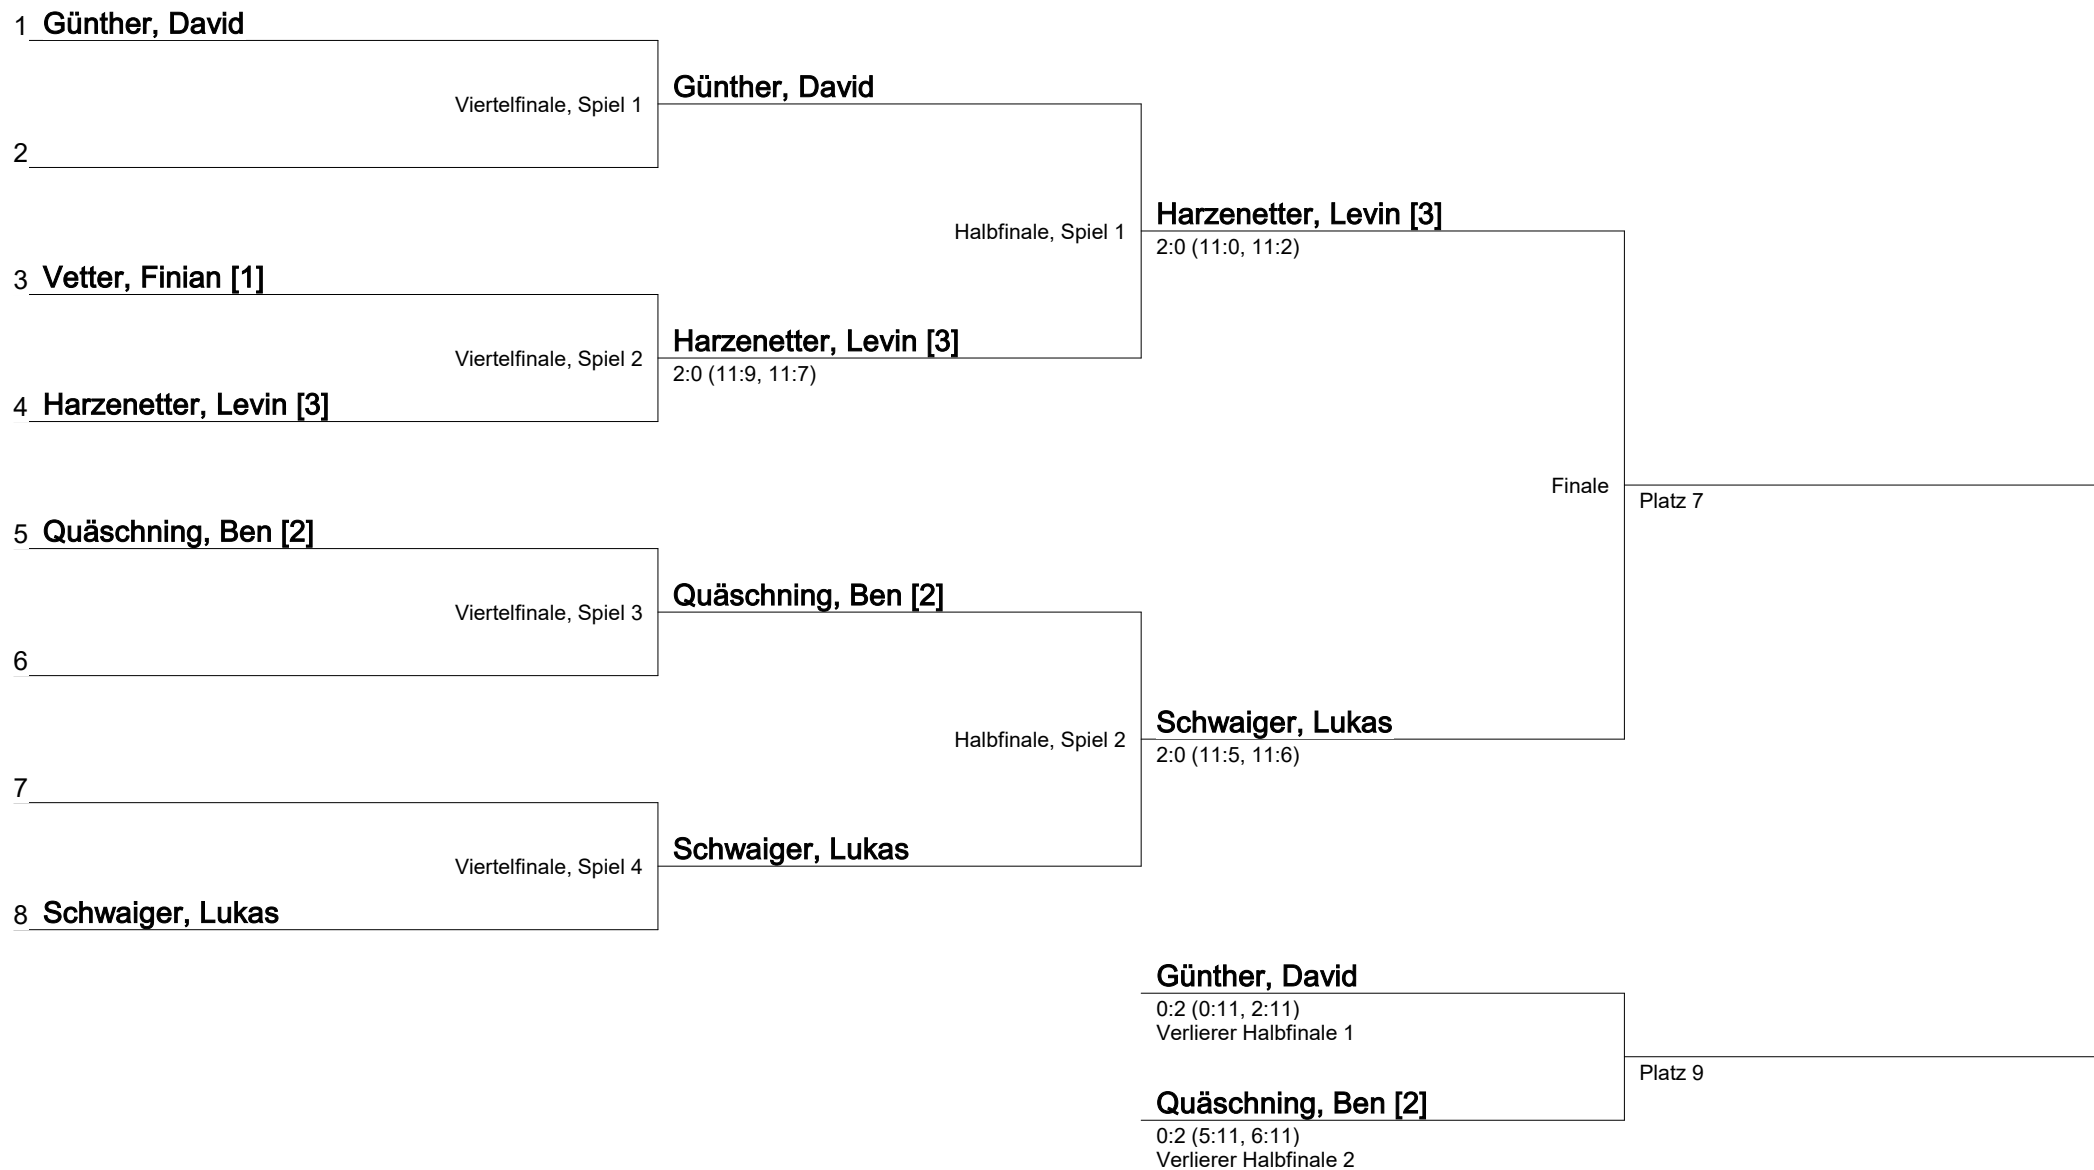 1 Günther, David
Viertelfinale, Spiel 1
Günther, David
2
Halbfinale, Spiel 1
Harzenetter, Levin [3]
2:0 (11:0, 11:2)
3 Vetter, Finian [1]
Viertelfinale, Spiel 2
Harzenetter, Levin [3]
2:0 (11:9, 11:7)
4 Harzenetter, Levin [3]
Finale
Platz 7
5 Quäschning, Ben [2]
Viertelfinale, Spiel 3
Quäschning, Ben [2]
6
Halbfinale, Spiel 2
Schwaiger, Lukas
2:0 (11:5, 11:6)
7
Viertelfinale, Spiel 4
Schwaiger, Lukas
8 Schwaiger, Lukas
Günther, David
0:2 (0:11, 2:11)
Verlierer Halbfinale 1
Platz 9
Quäschning, Ben [2]
0:2 (5:11, 6:11)
Verlierer Halbfinale 2